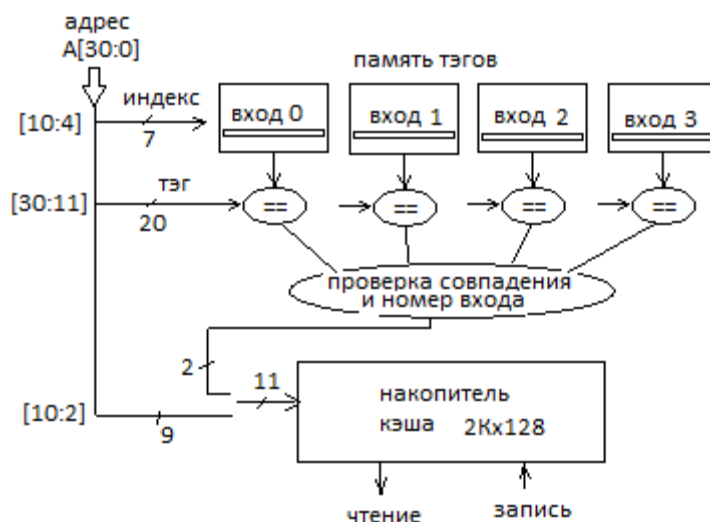 адрес
A[30:0]
память тэгов
индекс
[10:4]
7
вход 0
вход 1
вход 2
вход 3
тэг
[30:11]
20
==
==
==
==
проверка совпадения
и номер входа
2
11
накопитель
кэша 2Кx128
[10:2]
9
чтение
запись